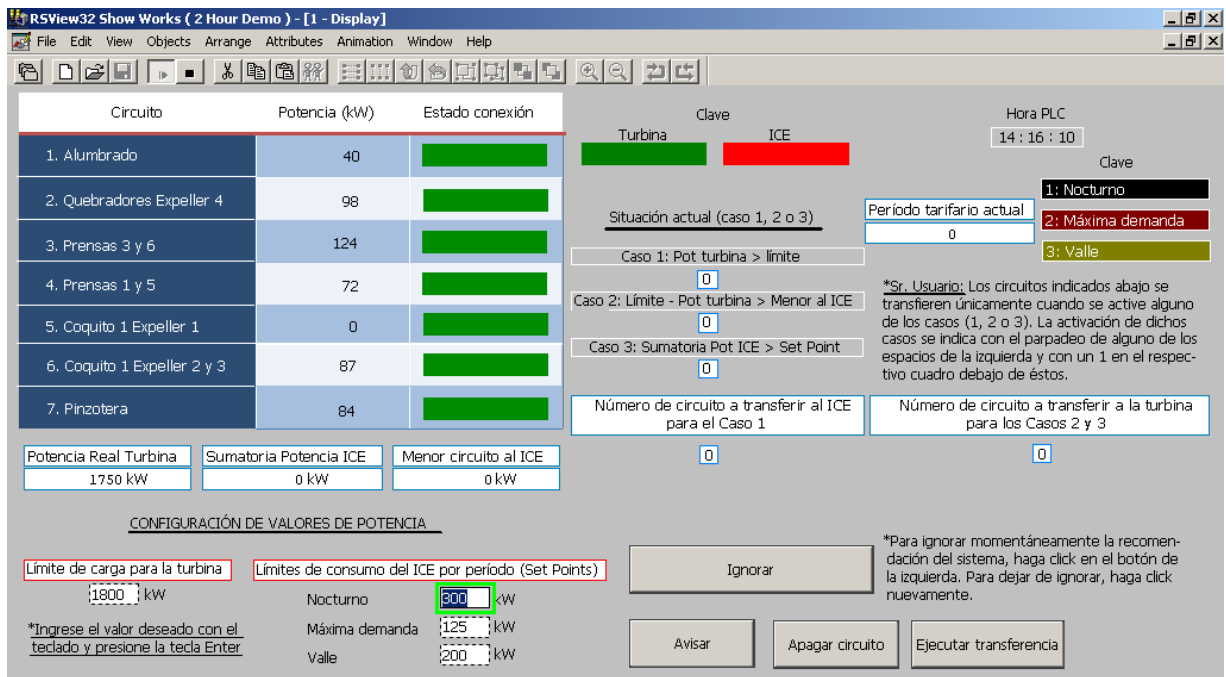 RSView32 Show Works ( 2 Hour Demo ) - [1 - Display]
File Edit View Objects Arrange Attributes Animation Window Help
Circuito Potencia (kW) Estado conexión
1. Alumbrado 40
2. Quebradores Expeller 4 98
3. Prensas 3 y 6 124
4. Prensas 1 y 5 72
5. Coquito 1 Expeller 1 0
6. Coquito 1 Expeller 2 y 3 87
7. Pinzotera 84
Potencia Real Turbina Sumatoria Potencia ICE Menor circuito al ICE
1750 kW 0 kW 0 kW
Clave
Turbina ICE
Situación actual (caso 1, 2 o 3)
Caso 1: Pot turbina > límite
0
Caso 2: Límite - Pot turbina > Menor al ICE
0
Caso 3: Sumatoria Pot ICE > Set Point
0
Número de circuito a transferir al ICE
para el Caso 1
0
Hora PLC
14 : 16 : 10
Clave
1: Nocturno
2: Máxima demanda
3: Valle
Período tarifario actual
0
*Sr. Usuario: Los circuitos indicados abajo se
transfieren únicamente cuando se active alguno
de los casos (1, 2 o 3). La activación de dichos
casos se indica con el parpadeo de alguno de los
espacios de la izquierda y con un 1 en el respec-
tivo cuadro debajo de éstos.
Número de circuito a transferir a la turbina
para los Casos 2 y 3
0
CONFIGURACIÓN DE VALORES DE POTENCIA
Límite de carga para la turbina
1800 kW
*Ingrese el valor deseado con el
teclado y presione la tecla Enter
Límites de consumo del ICE por período (Set Points)
Nocturno 300 kW
Máxima demanda 125 kW
Valle 200 kW
Ignorar
*Para ignorar momentáneamente la recomen-
dación del sistema, haga click en el botón de
la izquierda. Para dejar de ignorar, haga click
nuevamente.
Avisar Apagar circuito Ejecutar transferencia